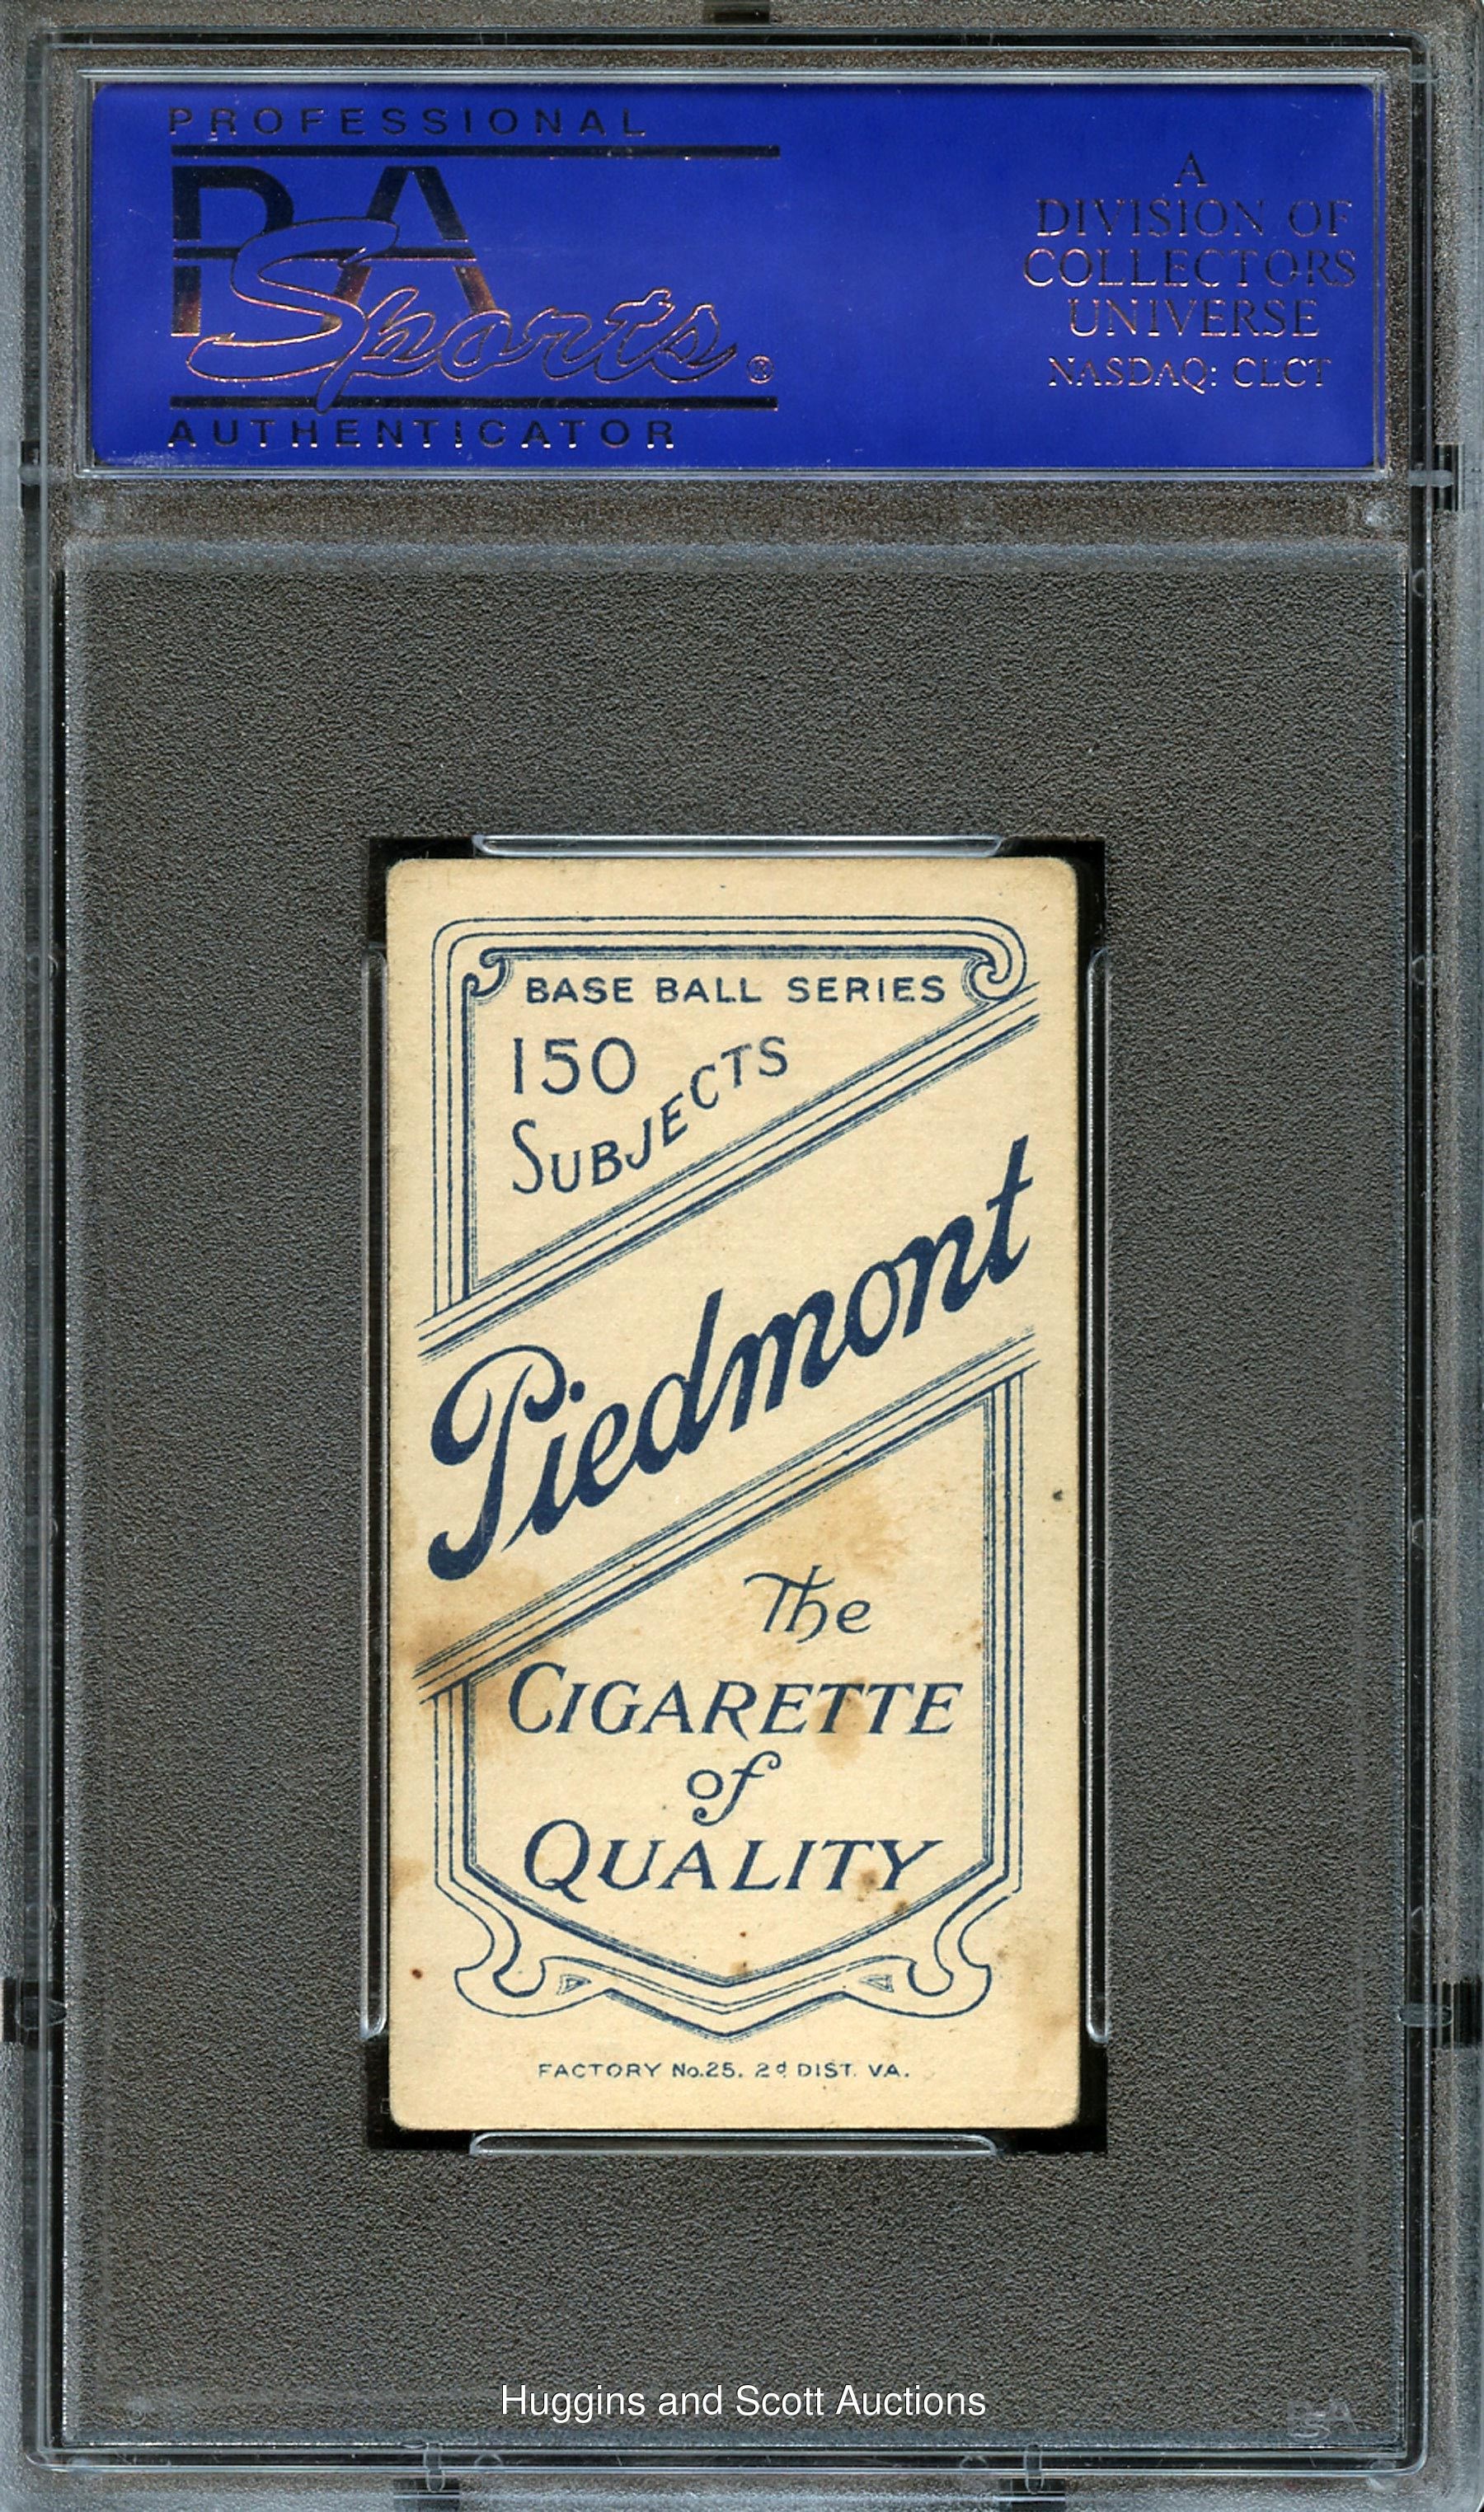 PROFESSIONAL
PSA
Sports®
AUTHENTICATOR
A
DIVISION OF
COLLECTORS
UNIVERSE
NASDAQ: CLCT
BASE BALL SERIES
150
SUBJECTS
Piedmont
The
CIGARETTE
of
QUALITY
FACTORY No.25. 2d DIST. VA.
Huggins and Scott Auctions
PSA